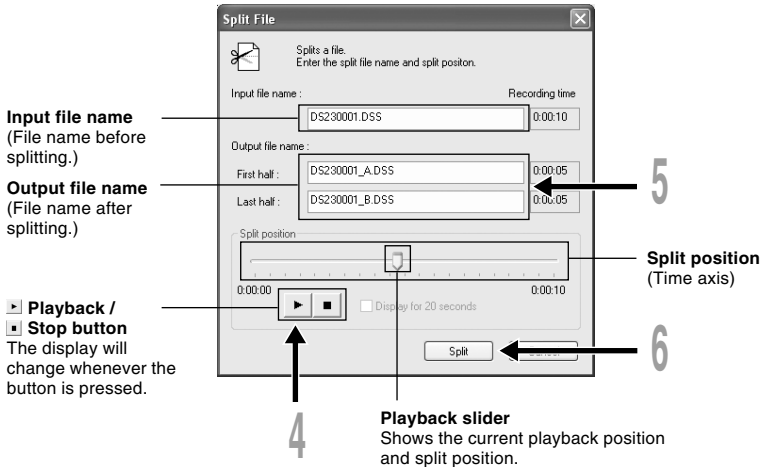 Split File
Splits a file.
Enter the split file name and split positon.
Input file name :
Recording time
DS230001.DSS
0:00:10
Output file name :
First half :
DS230001_A.DSS
0:00:05
Last half :
DS230001_B.DSS
0:00:05
Split position
0:00:00
0:00:10
Display for 20 seconds
Split
Cancel
Input file name
(File name before
splitting.)
Output file name
(File name after
splitting.)
Playback /
Stop button
The display will
change whenever the
button is pressed.
4
5
Split position
(Time axis)
6
Playback slider
Shows the current playback position
and split position.